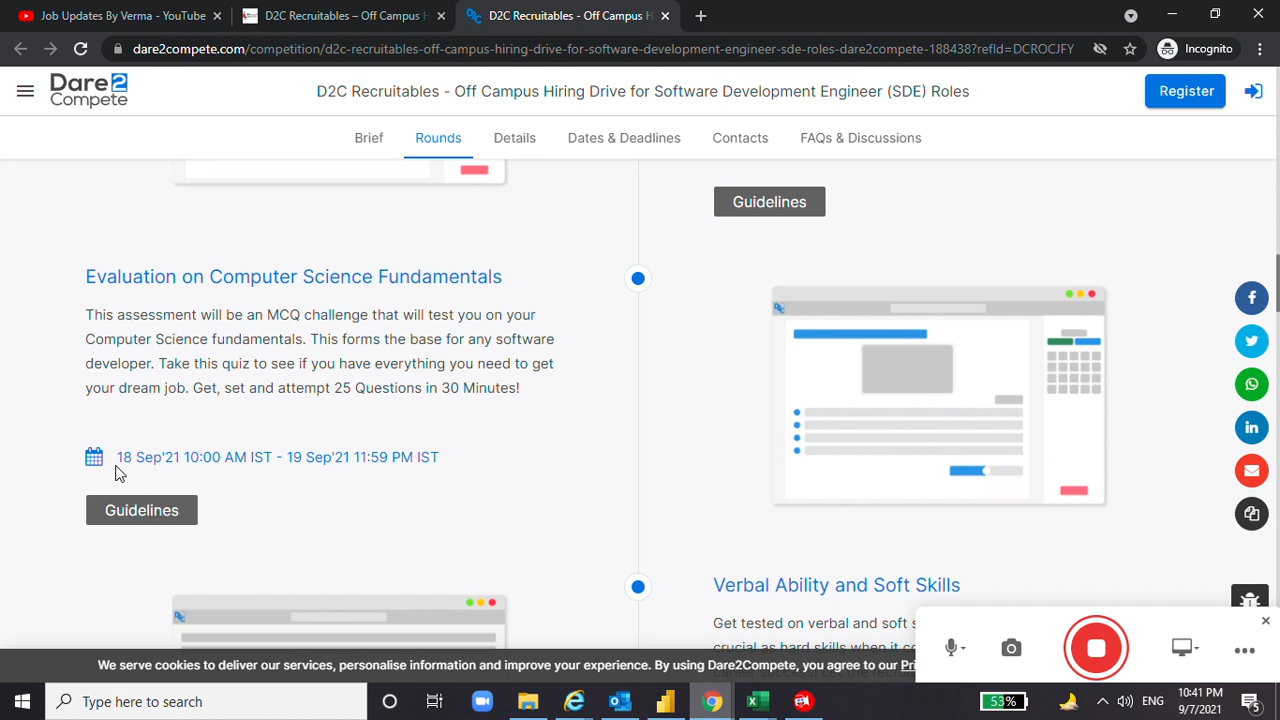 Job Updates By Verma - YouTube
D2C Recruitables – Off Campus H
D2C Recruitables - Off Campus H
dare2compete.com/competition/d2c-recruitables-off-campus-hiring-drive-for-software-development-engineer-sde-roles-dare2compete-188438?refId=DCROCJFY
Incognito
Dare2
Compete
D2C Recruitables - Off Campus Hiring Drive for Software Development Engineer (SDE) Roles
Register
Brief
Rounds
Details
Dates & Deadlines
Contacts
FAQs & Discussions
Guidelines
Evaluation on Computer Science Fundamentals
This assessment will be an MCQ challenge that will test you on your
Computer Science fundamentals. This forms the base for any software
developer. Take this quiz to see if you have everything you need to get
your dream job. Get, set and attempt 25 Questions in 30 Minutes!
18 Sep'21 10:00 AM IST - 19 Sep'21 11:59 PM IST
Guidelines
Verbal Ability and Soft Skills
Get tested on verbal and soft s
crucial as hard skills when it co
We serve cookies to deliver our services, personalise information and improve your experience. By using Dare2Compete, you agree to our Pri
Type here to search
53%
ENG
10:41 PM
9/7/2021
5